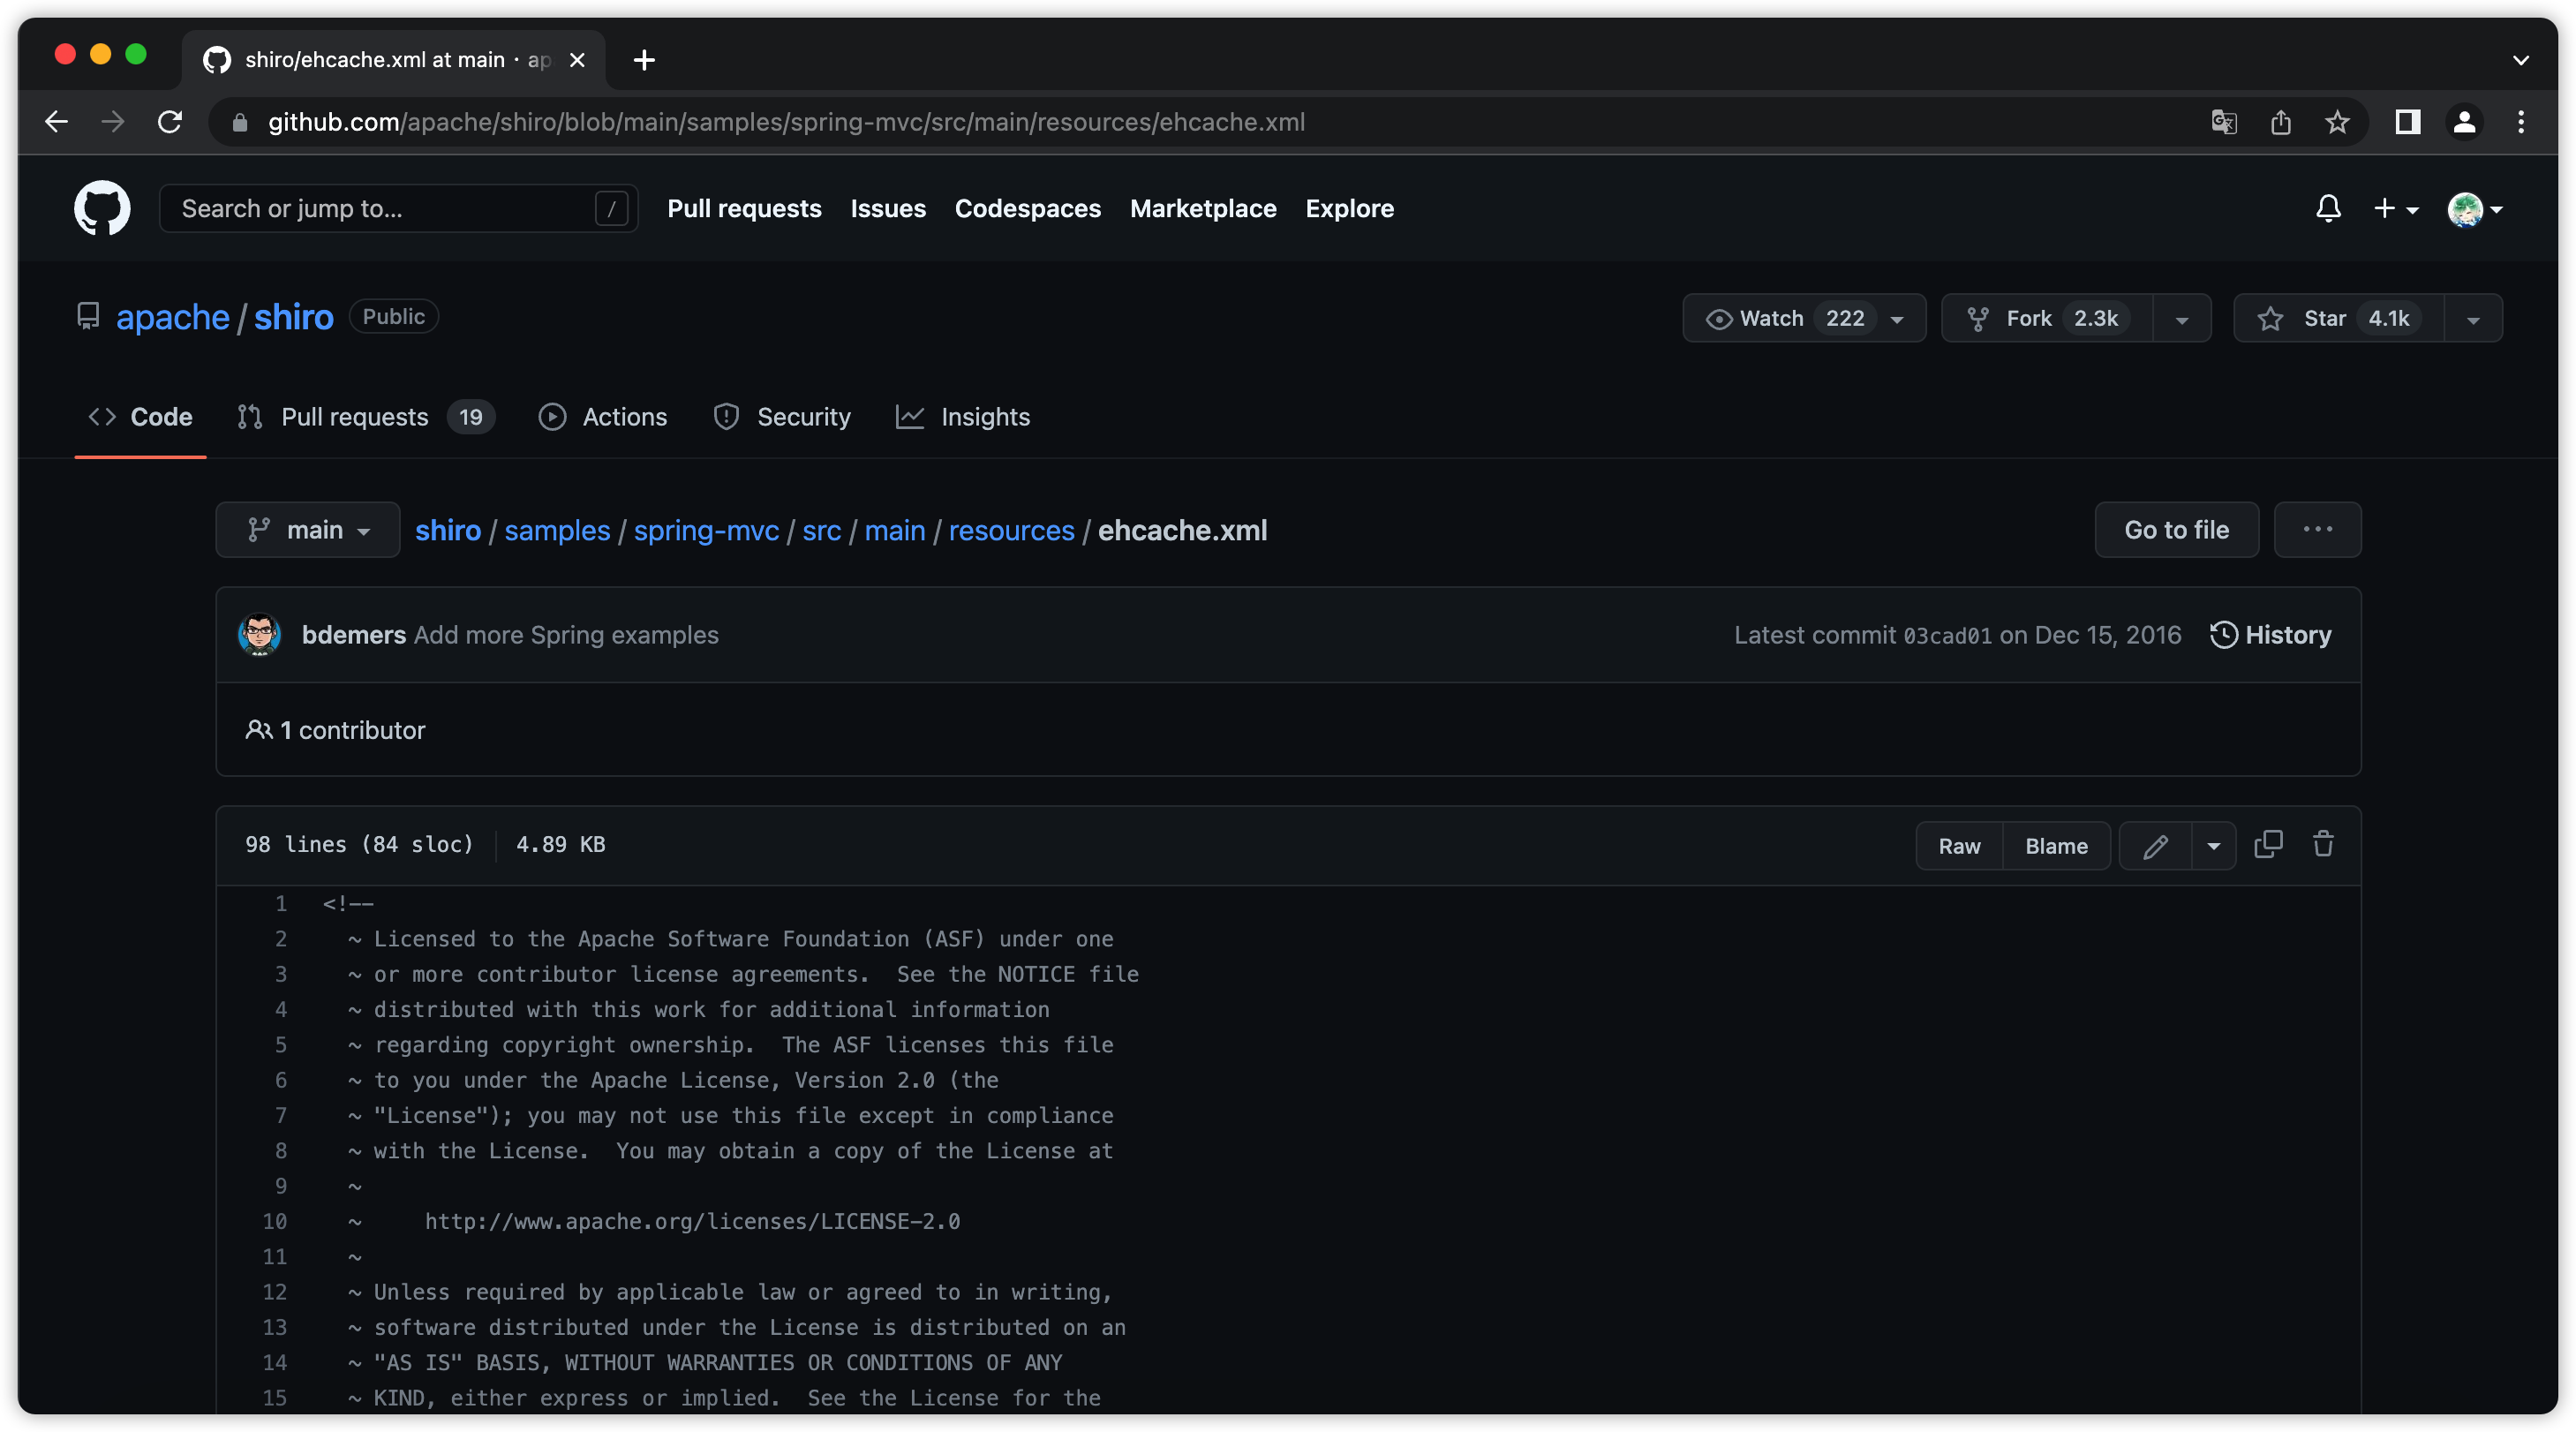 shiro/ehcache.xml at main · ap
github.com/apache/shiro/blob/main/samples/spring-mvc/src/main/resources/ehcache.xml
Search or jump to... / Pull requests Issues Codespaces Marketplace Explore
apache / shiro Public Watch 222 Fork 2.3k Star 4.1k
Code Pull requests 19 Actions Security Insights
main shiro / samples / spring-mvc / src / main / resources / ehcache.xml Go to file ...
bdemers Add more Spring examples Latest commit 03cad01 on Dec 15, 2016 History
1 contributor
98 lines (84 sloc) 4.89 KB Raw Blame
1 <!--
2 ~ Licensed to the Apache Software Foundation (ASF) under one
3 ~ or more contributor license agreements.  See the NOTICE file
4 ~ distributed with this work for additional information
5 ~ regarding copyright ownership.  The ASF licenses this file
6 ~ to you under the Apache License, Version 2.0 (the
7 ~ "License"); you may not use this file except in compliance
8 ~ with the License.  You may obtain a copy of the License at
9 ~
10 ~     http://www.apache.org/licenses/LICENSE-2.0
11 ~
12 ~ Unless required by applicable law or agreed to in writing,
13 ~ software distributed under the License is distributed on an
14 ~ "AS IS" BASIS, WITHOUT WARRANTIES OR CONDITIONS OF ANY
15 ~ KIND, either express or implied.  See the License for the